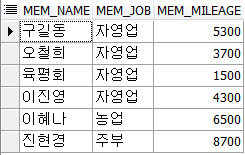 MEM_NAME MEM_JOB MEM_MILEAGE
구길동 자영업 5300
오철희 자영업 3700
육평회 자영업 1500
이진영 자영업 4300
이혜나 농업 6500
진현경 주부 8700